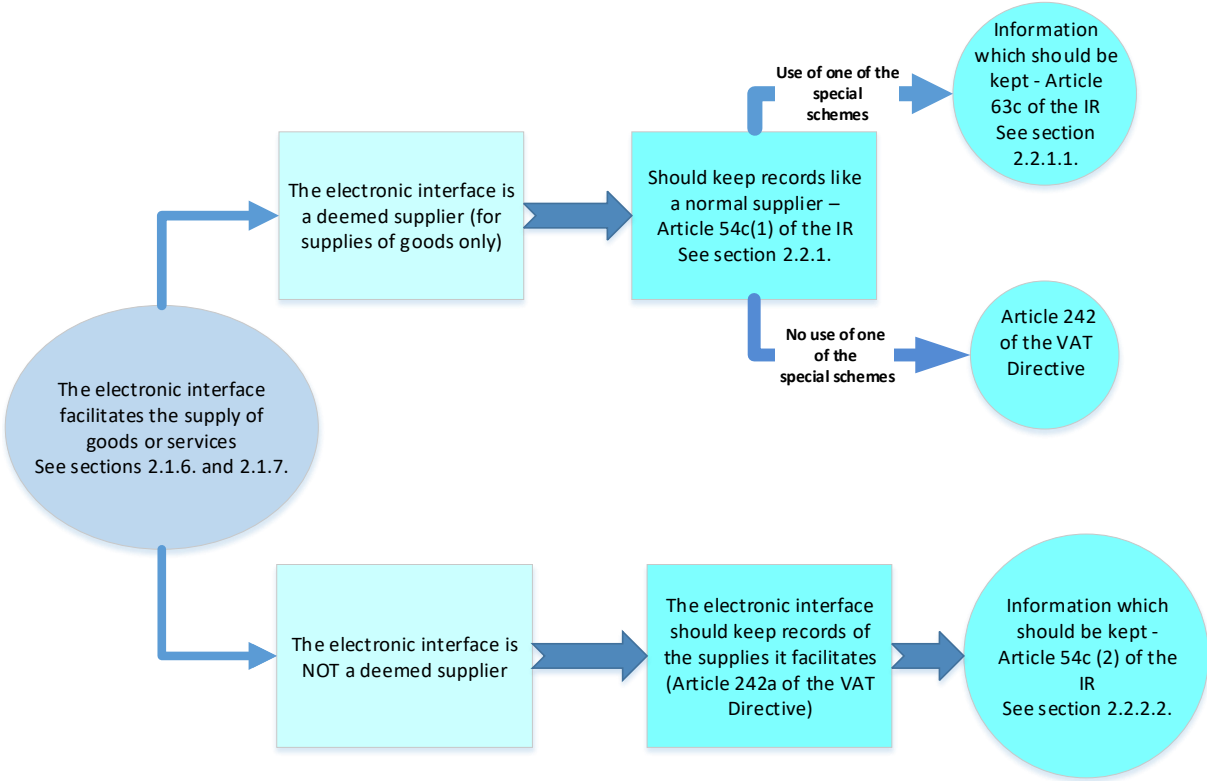 The electronic interface
facilitates the supply of
goods or services
See sections 2.1.6. and 2.1.7.
The electronic interface is
a deemed supplier (for
supplies of goods only)
Should keep records like
a normal supplier –
Article 54c(1) of the IR
See section 2.2.1.
Use of one of the
special
schemes
Information
which should be
kept - Article
63c of the IR
See section
2.2.1.1.
No use of one
of the
special schemes
Article 242
of the VAT
Directive
The electronic interface is
NOT a deemed supplier
The electronic interface
should keep records of
the supplies it facilitates
(Article 242a of the VAT
Directive)
Information which
should be kept -
Article 54c (2) of the
IR
See section 2.2.2.2.